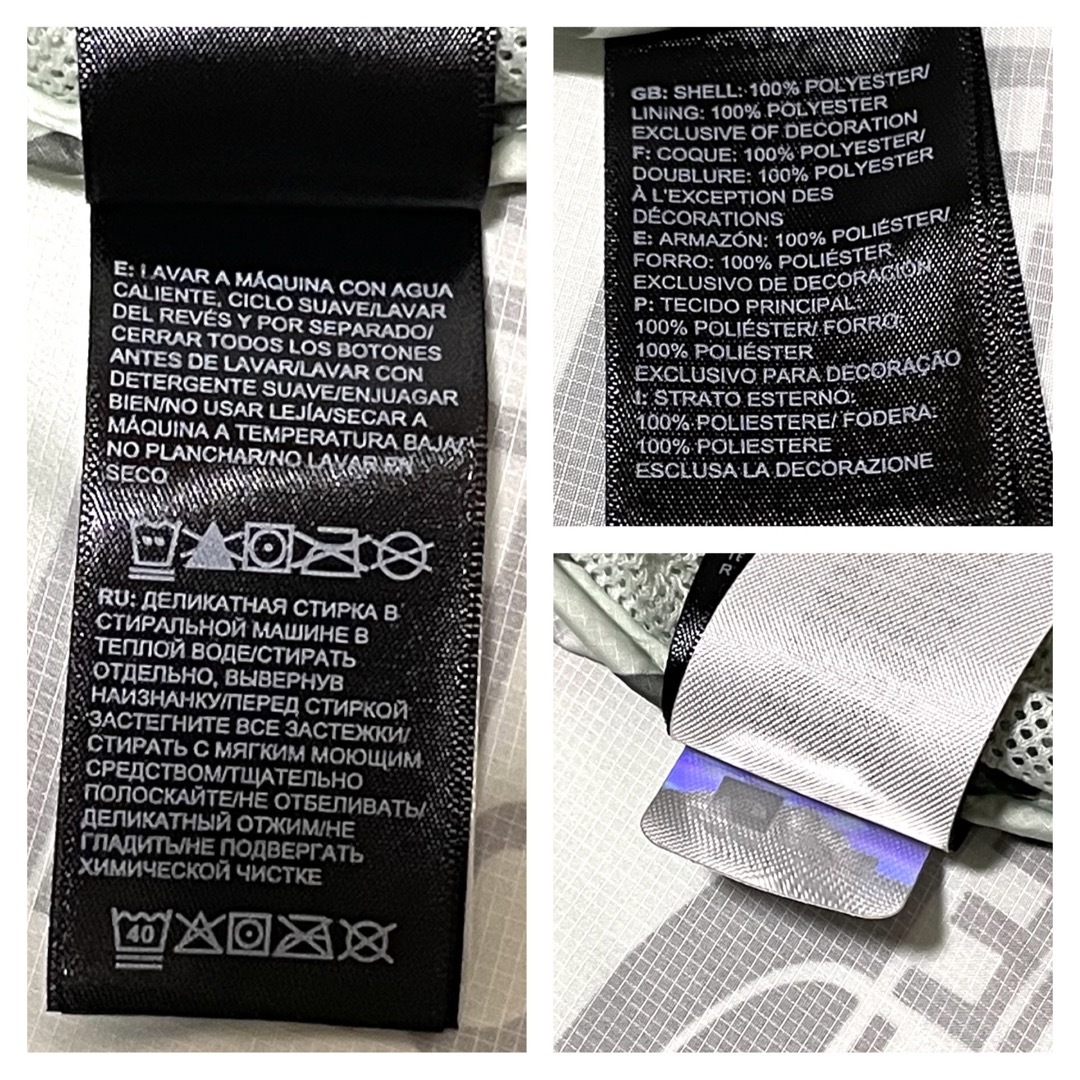 E: LAVAR A MÁQUINA CON AGUA
CALIENTE, CICLO SUAVE/LAVAR
DEL REVÉS Y POR SEPARADO/
CERRAR TODOS LOS BOTONES
ANTES DE LAVAR/LAVAR CON
DETERGENTE SUAVE/ENJUAGAR
BIEN/NO USAR LEJÍA/SECAR A
MÁQUINA A TEMPERATURA BAJA/
NO PLANCHAR/NO LAVAR EN
SECO
RU: ДЕЛИКАТНАЯ СТИРКА В
СТИРАЛЬНОЙ МАШИНЕ В
ТЕПЛОЙ ВОДЕ/СТИРАТЬ
ОТДЕЛЬНО, ВЫВЕРНУВ
НАИЗНАНКУ/ПЕРЕД СТИРКОЙ
ЗАСТЕГНИТЕ ВСЕ ЗАСТЕЖКИ/
СТИРАТЬ С МЯГКИМ МОЮЩИМ
СРЕДСТВОМ/ТЩАТЕЛЬНО
ПОЛОСКАЙТЕ/НЕ ОТБЕЛИВАТЬ/
ДЕЛИКАТНЫЙ ОТЖИМ/НЕ
ГЛАДИТЬ/НЕ ПОДВЕРГАТЬ
ХИМИЧЕСКОЙ ЧИСТКЕ
40
GB: SHELL: 100% POLYESTER/
LINING: 100% POLYESTER
EXCLUSIVE OF DECORATION
F: COQUE: 100% POLYESTER/
DOUBLURE: 100% POLYESTER
À L'EXCEPTION DES
DÉCORATIONS
E: ARMAZÓN: 100% POLIÉSTER/
FORRO: 100% POLIÉSTER
EXCLUSIVO DE DECORACIÓN
P: TECIDO PRINCIPAL:
100% POLIÉSTER/ FORRO:
100% POLIÉSTER
EXCLUSIVO PARA DECORAÇÃO
I: STRATO ESTERNO:
100% POLIESTERE/ FODERA:
100% POLIESTERE
ESCLUSA LA DECORAZIONE
R